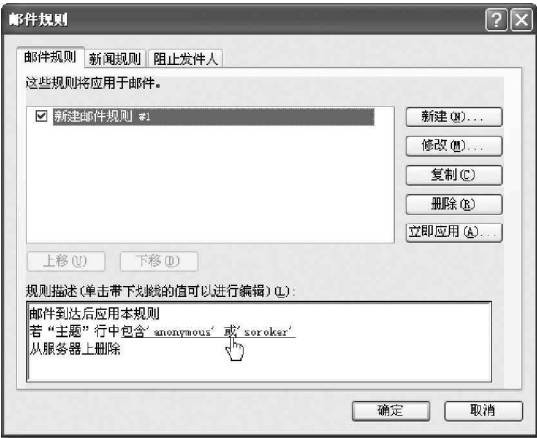 邮件规则
邮件规则 新闻规则 阻止发件人
这些规则将应用于邮件。
新建邮件规则 #1
新建(N)...
修改(M)...
复制(C)
删除(R)
立即应用(A)...
上移(U) 下移(D)
规则描述(单击带下划线的值可以进行编辑)(L):
邮件到达后应用本规则
若“主题”行中包含'anonymous' 或'soroker'
从服务器上删除
确定 取消